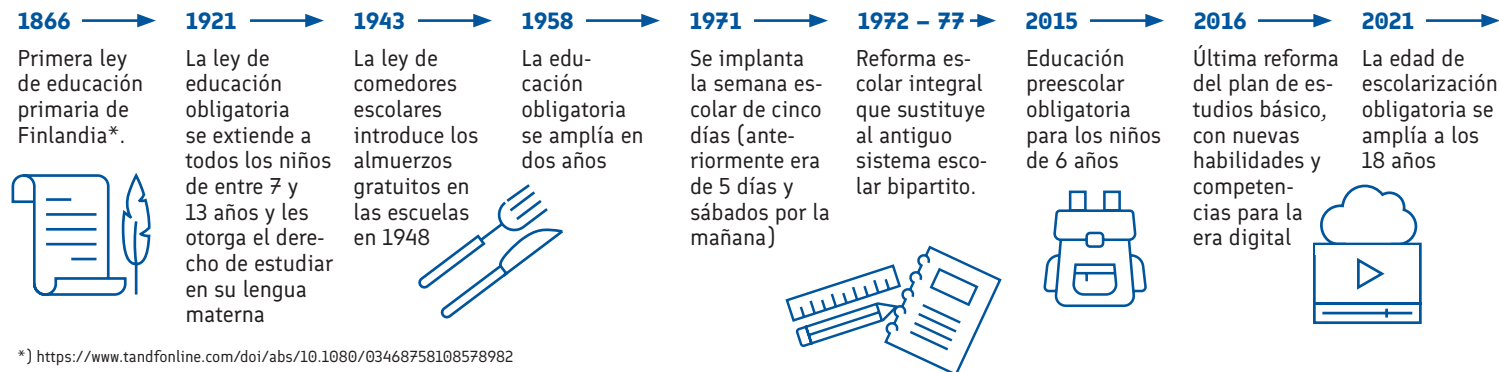 1866
Primera ley
de educación
primaria de
Finlandia*.
1921
La ley de
educación
obligatoria
se extiende a
todos los niños
de entre 7 y
13 años y les
otorga el dere-
cho de estudiar
en su lengua
materna
1943
La ley de
comedores
escolares
introduce los
almuerzos
gratuitos en
las escuelas
en 1948
1958
La edu-
cación
obligatoria
se amplía en
dos años
1971
Se implanta
la semana es-
colar de cinco
días (ante-
riormente era
de 5 días y
sábados por la
mañana)
1972 – 77
Reforma es-
colar integral
que sustituye
al antiguo
sistema esco-
lar bipartito.
2015
Educación
preescolar
obligatoria
para los niños
de 6 años
2016
Última reforma
del plan de es-
tudios básico,
con nuevas
habilidades y
competen-
cias para la
era digital
2021
La edad de
escolarización
obligatoria se
amplía a los
18 años
*) https://www.tandfonline.com/doi/abs/10.1080/03468758108578982